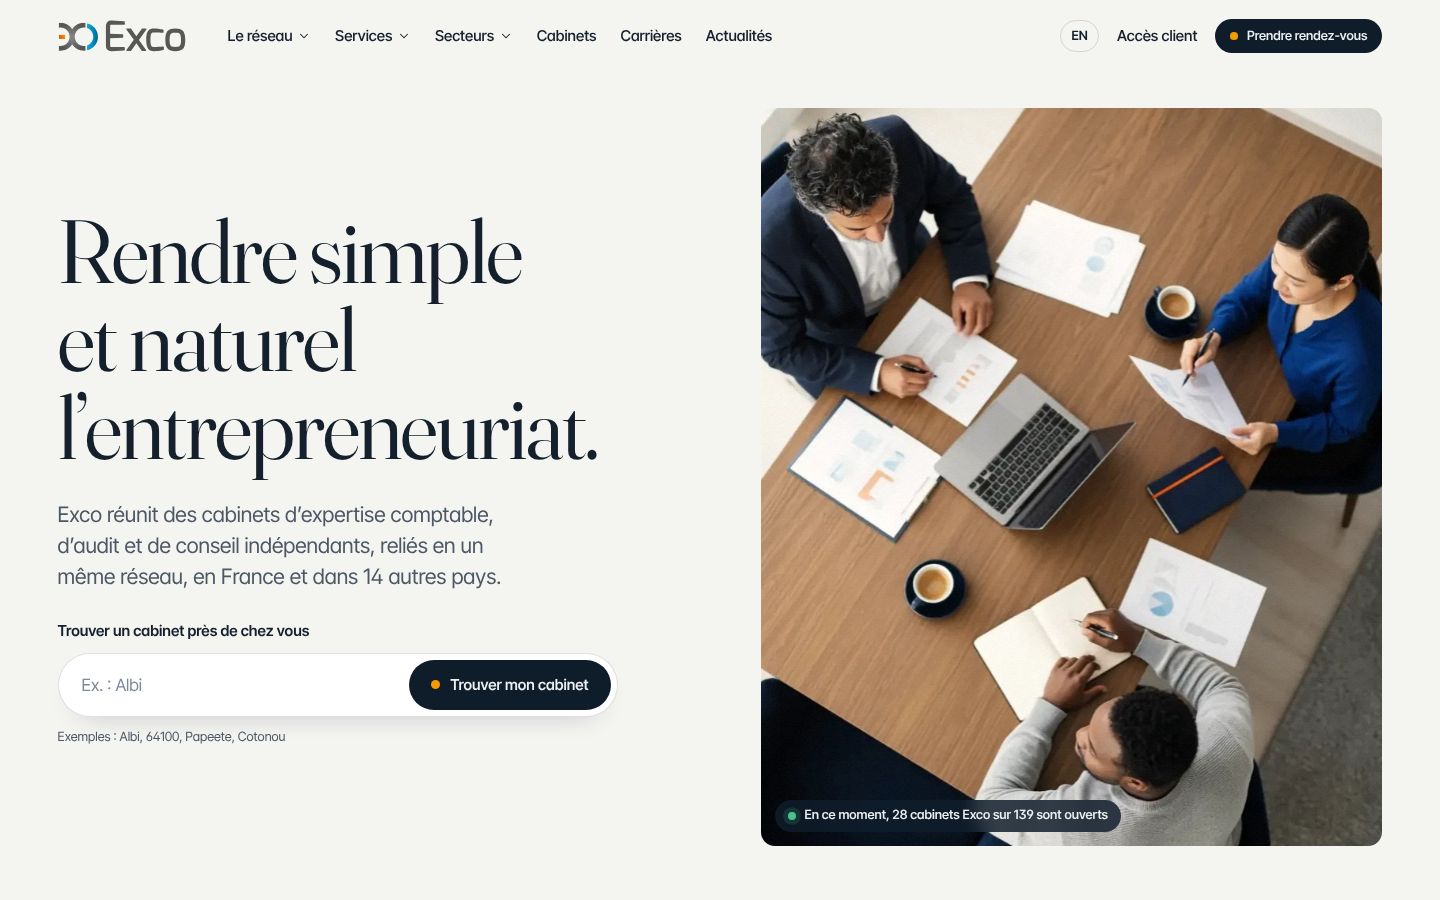 Exco
Le réseau
Services
Secteurs
Cabinets
Carrières
Actualités
EN
Accès client
Prendre rendez-vous
Rendre simple
et naturel
l’entrepreneuriat.
Exco réunit des cabinets d’expertise comptable,
d’audit et de conseil indépendants, reliés en un
même réseau, en France et dans 14 autres pays.
Trouver un cabinet près de chez vous
Ex. : Albi
Trouver mon cabinet
Exemples : Albi, 64100, Papeete, Cotonou
En ce moment, 28 cabinets Exco sur 139 sont ouverts